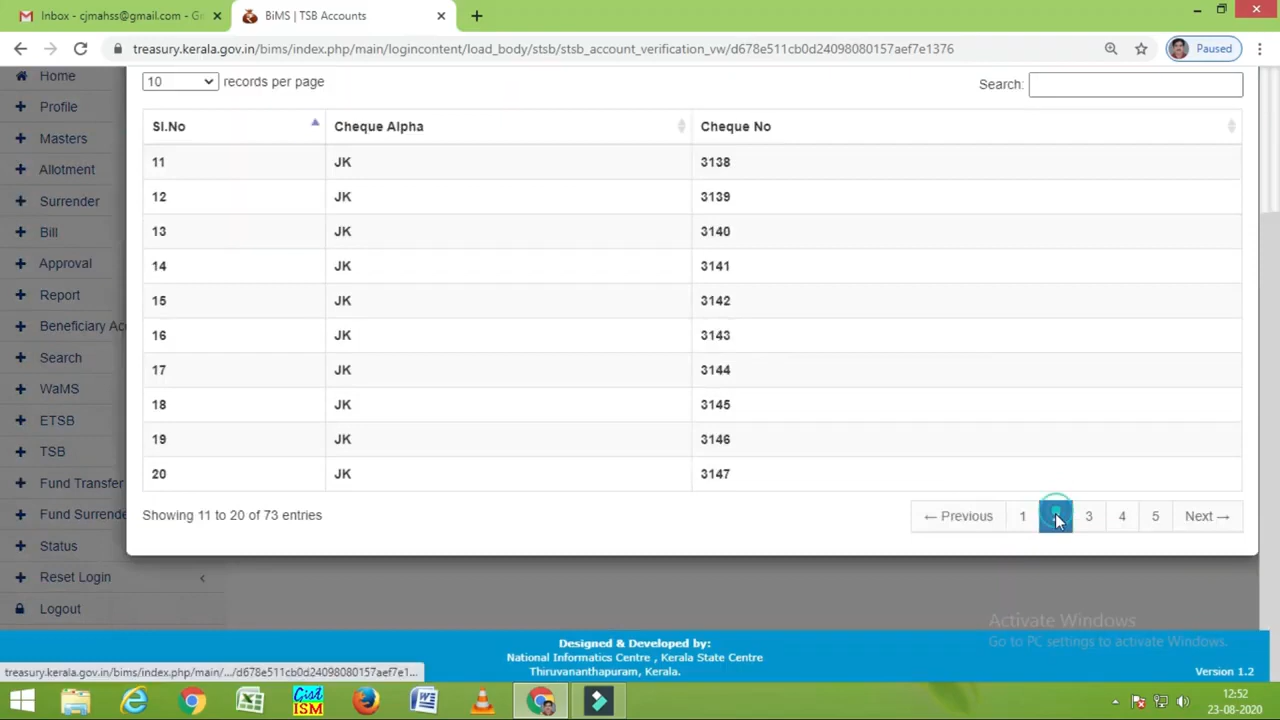 Inbox - cjmahss@gmail.com - G
BiMS | TSB Accounts
treasury.kerala.gov.in/bims/index.php/main/logincontent/load_body/stsb/stsb_account_verification_vw/d678e511cb0d24098080157aef7e1376
Paused
Home
Profile
Masters
Allotment
Surrender
Bill
Approval
Report
Beneficiary Acc
Search
WaMS
ETSB
TSB
Fund Transfer
Fund Surrende
Status
Reset Login
Logout
10 records per page
Search:
Sl.No Cheque Alpha Cheque No
11 JK 3138
12 JK 3139
13 JK 3140
14 JK 3141
15 JK 3142
16 JK 3143
17 JK 3144
18 JK 3145
19 JK 3146
20 JK 3147
Showing 11 to 20 of 73 entries
← Previous 1 3 4 5 Next →
Activate Windows
Go to PC settings to activate Windows.
Designed & Developed by:
National Informatics Centre , Kerala State Centre
Thiruvananthapuram, Kerala.
Version 1.2
treasury.kerala.gov.in/bims/index.php/main/.../d678e511cb0d24098080157aef7e1...
Gist
ISM
12:52
23-08-2020